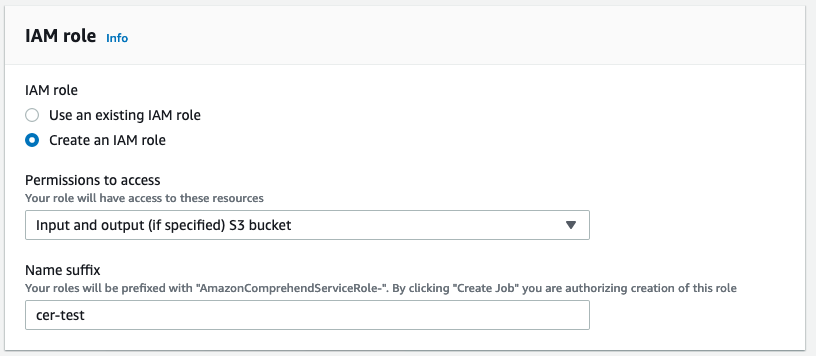 IAM role Info
IAM role
Use an existing IAM role
Create an IAM role
Permissions to access
Your role will have access to these resources
Input and output (if specified) S3 bucket
Name suffix
Your roles will be prefixed with "AmazonComprehendServiceRole-". By clicking "Create Job" you are authorizing creation of this role
cer-test